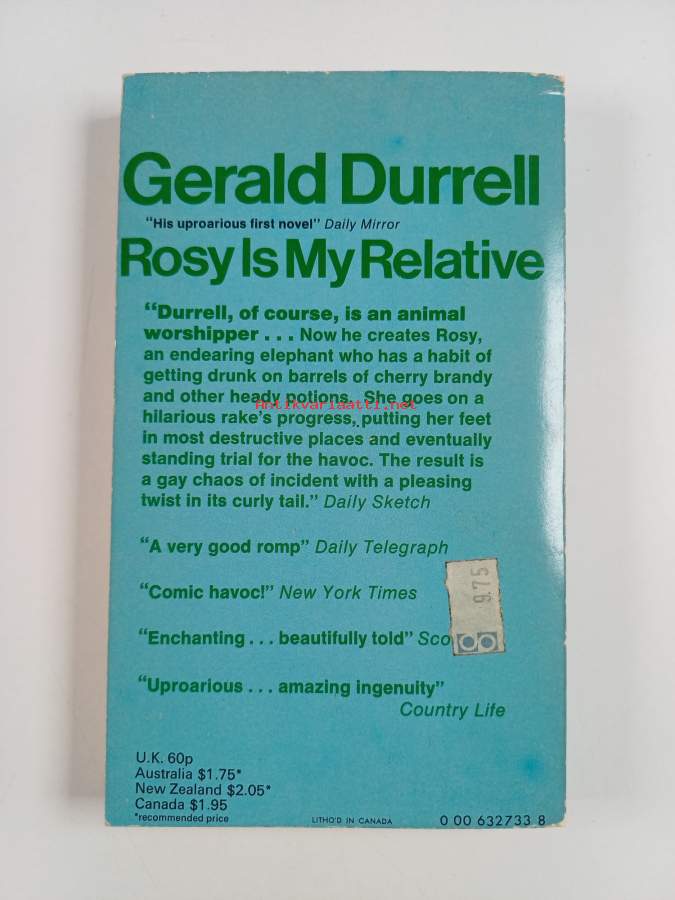 Gerald Durrell
"His uproarious first novel" Daily Mirror
Rosy Is My Relative
"Durrell, of course, is an animal
worshipper . . . Now he creates Rosy,
an endearing elephant who has a habit of
getting drunk on barrels of cherry brandy
and other heady potions. She goes on a
Antikvariaatti.net
hilarious rake's progress, putting her feet
in most destructive places and eventually
standing trial for the havoc. The result is
a gay chaos of incident with a pleasing
twist in its curly tail." Daily Sketch
"A very good romp" Daily Telegraph
9.75
"Comic havoc!" New York Times
"Enchanting . . . beautifully told" Sco
"Uproarious . . . amazing ingenuity"
Country Life
U.K. 60p
Australia $1.75*
New Zealand $2.05*
Canada $1.95
*recommended price
LITHO'D IN CANADA
0 00 632733 8